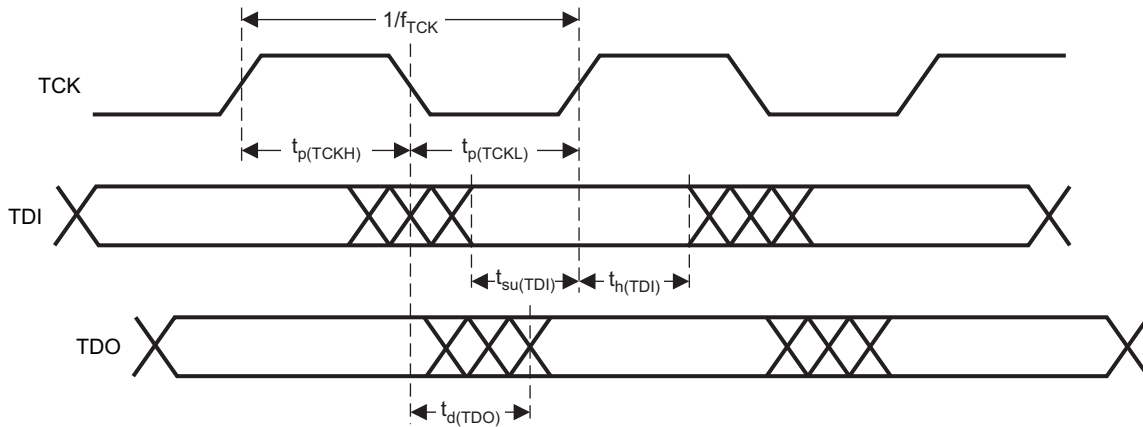 1/fTCK
TCK
tp(TCKH)
tp(TCKL)
TDI
tsu(TDI)
th(TDI)
TDO
td(TDO)